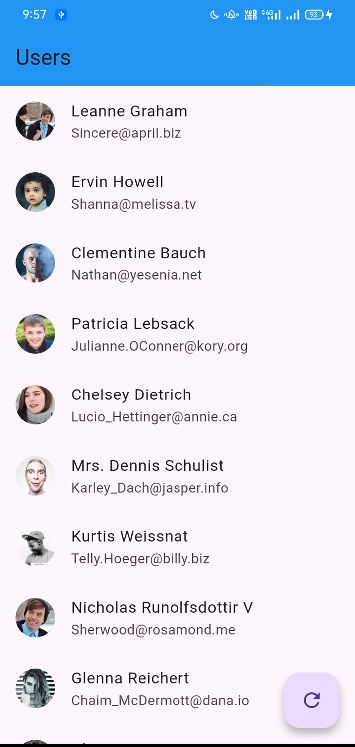 9:57
4G
93
Users
Leanne Graham
Sincere@april.biz
Ervin Howell
Shanna@melissa.tv
Clementine Bauch
Nathan@yesenia.net
Patricia Lebsack
Julianne.OConner@kory.org
Chelsey Dietrich
Lucio_Hettinger@annie.ca
Mrs. Dennis Schulist
Karley_Dach@jasper.info
Kurtis Weissnat
Telly.Hoeger@billy.biz
Nicholas Runolfsdottir V
Sherwood@rosamond.me
Glenna Reichert
Chaim_McDermott@dana.io